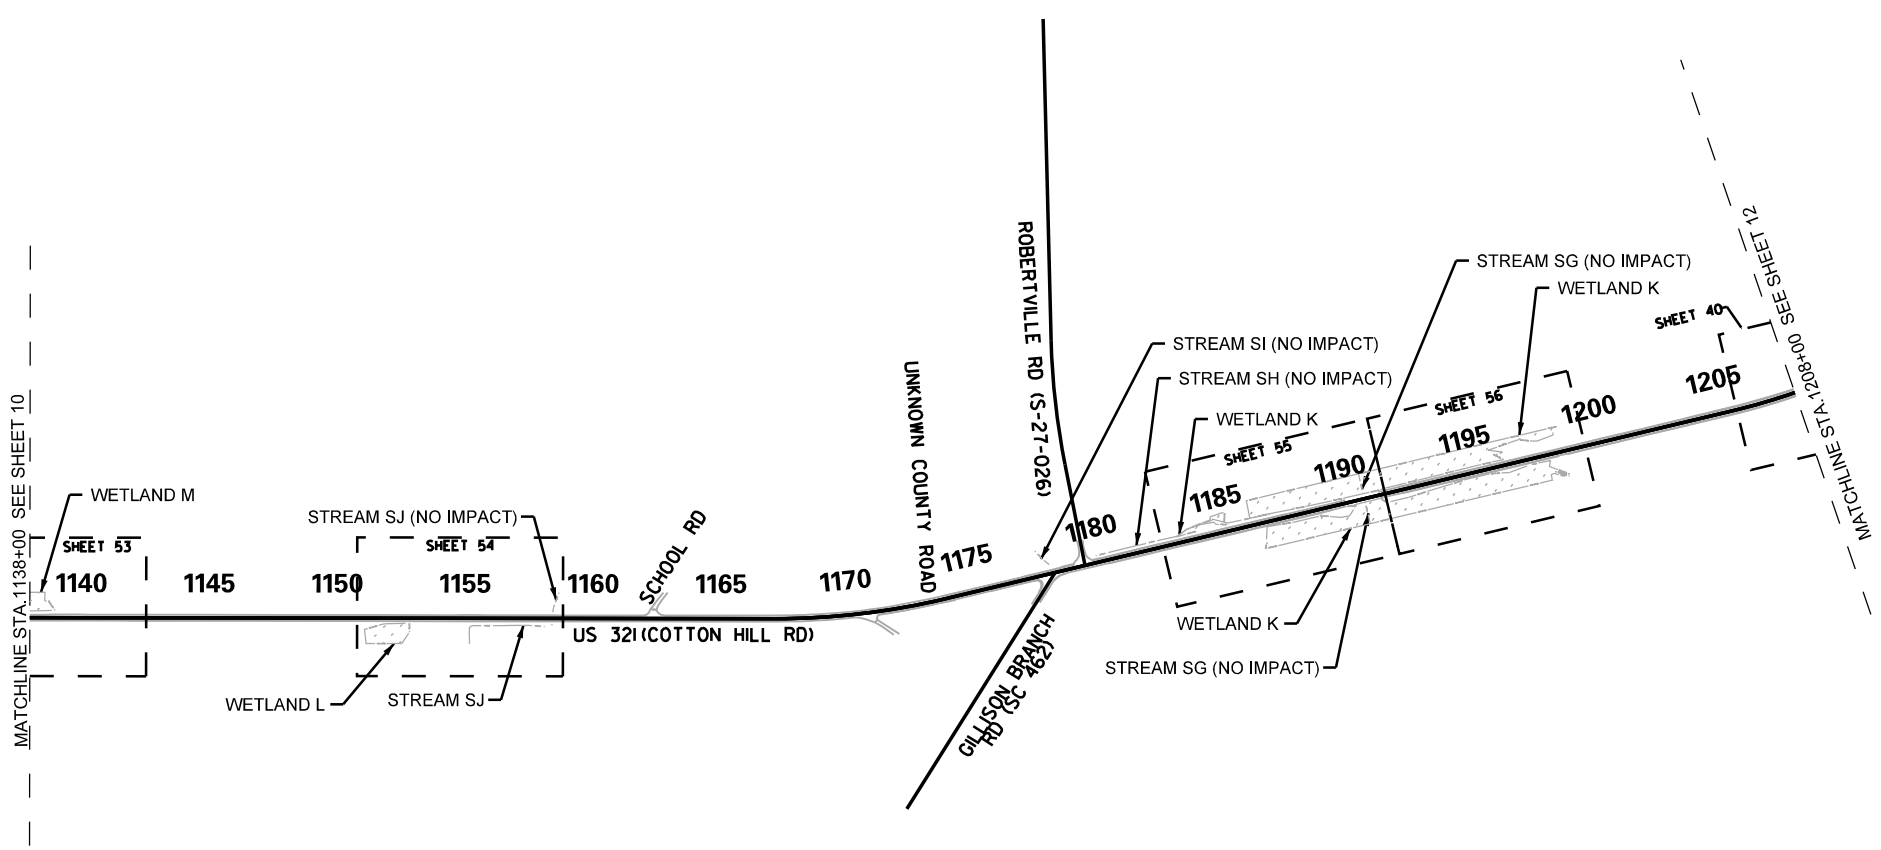 MATCHLINE STA.1138+00 SEE SHEET 10
WETLAND M
SHEET 53
1140
1145
1150
SHEET 54
1155
STREAM SJ (NO IMPACT)
WETLAND L
STREAM SJ
1160
SCHOOL RD
1165
US 321(COTTON HILL RD)
1170
UNKNOWN COUNTY ROAD
1175
ROBERTVILLE RD (S-27-026)
1180
GILLISON BRANCH
RD (SC 462)
STREAM SI (NO IMPACT)
STREAM SH (NO IMPACT)
WETLAND K
SHEET 55
1185
1190
WETLAND K
STREAM SG (NO IMPACT)
STREAM SG (NO IMPACT)
WETLAND K
SHEET 56
1195
1200
SHEET 40
1205
MATCHLINE STA.1208+00 SEE SHEET 12